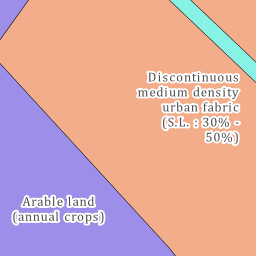 Discontinuous
medium density
urban fabric
(S.L. : 30% -
50%)
Arable land
(annual crops)